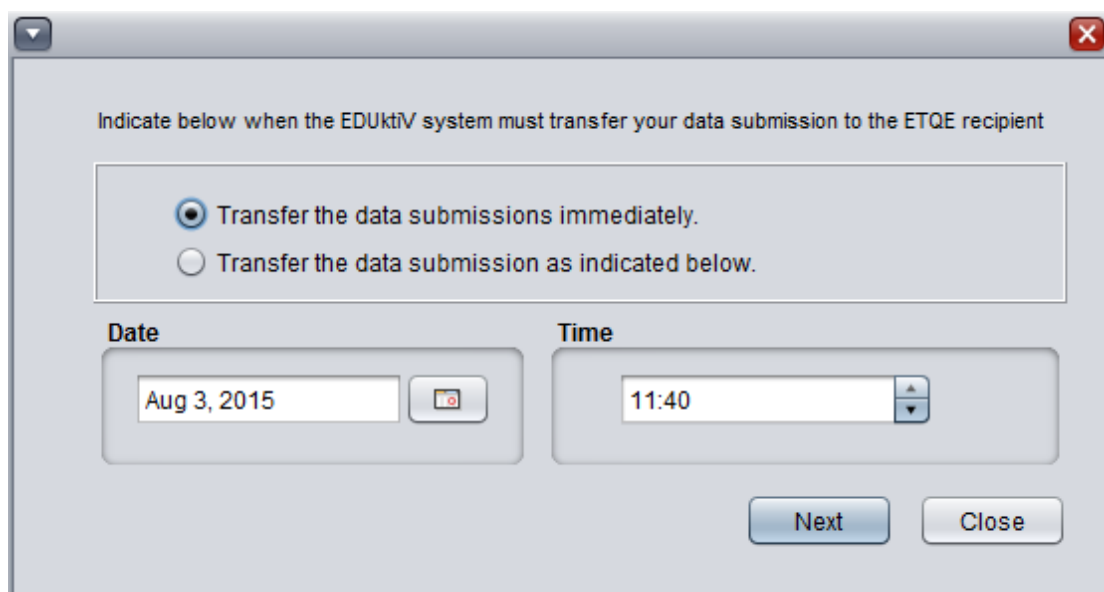 Indicate below when the EDUktiV system must transfer your data submission to the ETQE recipient
Transfer the data submissions immediately.
Transfer the data submission as indicated below.
Date
Time
Aug 3, 2015
11:40
Next
Close